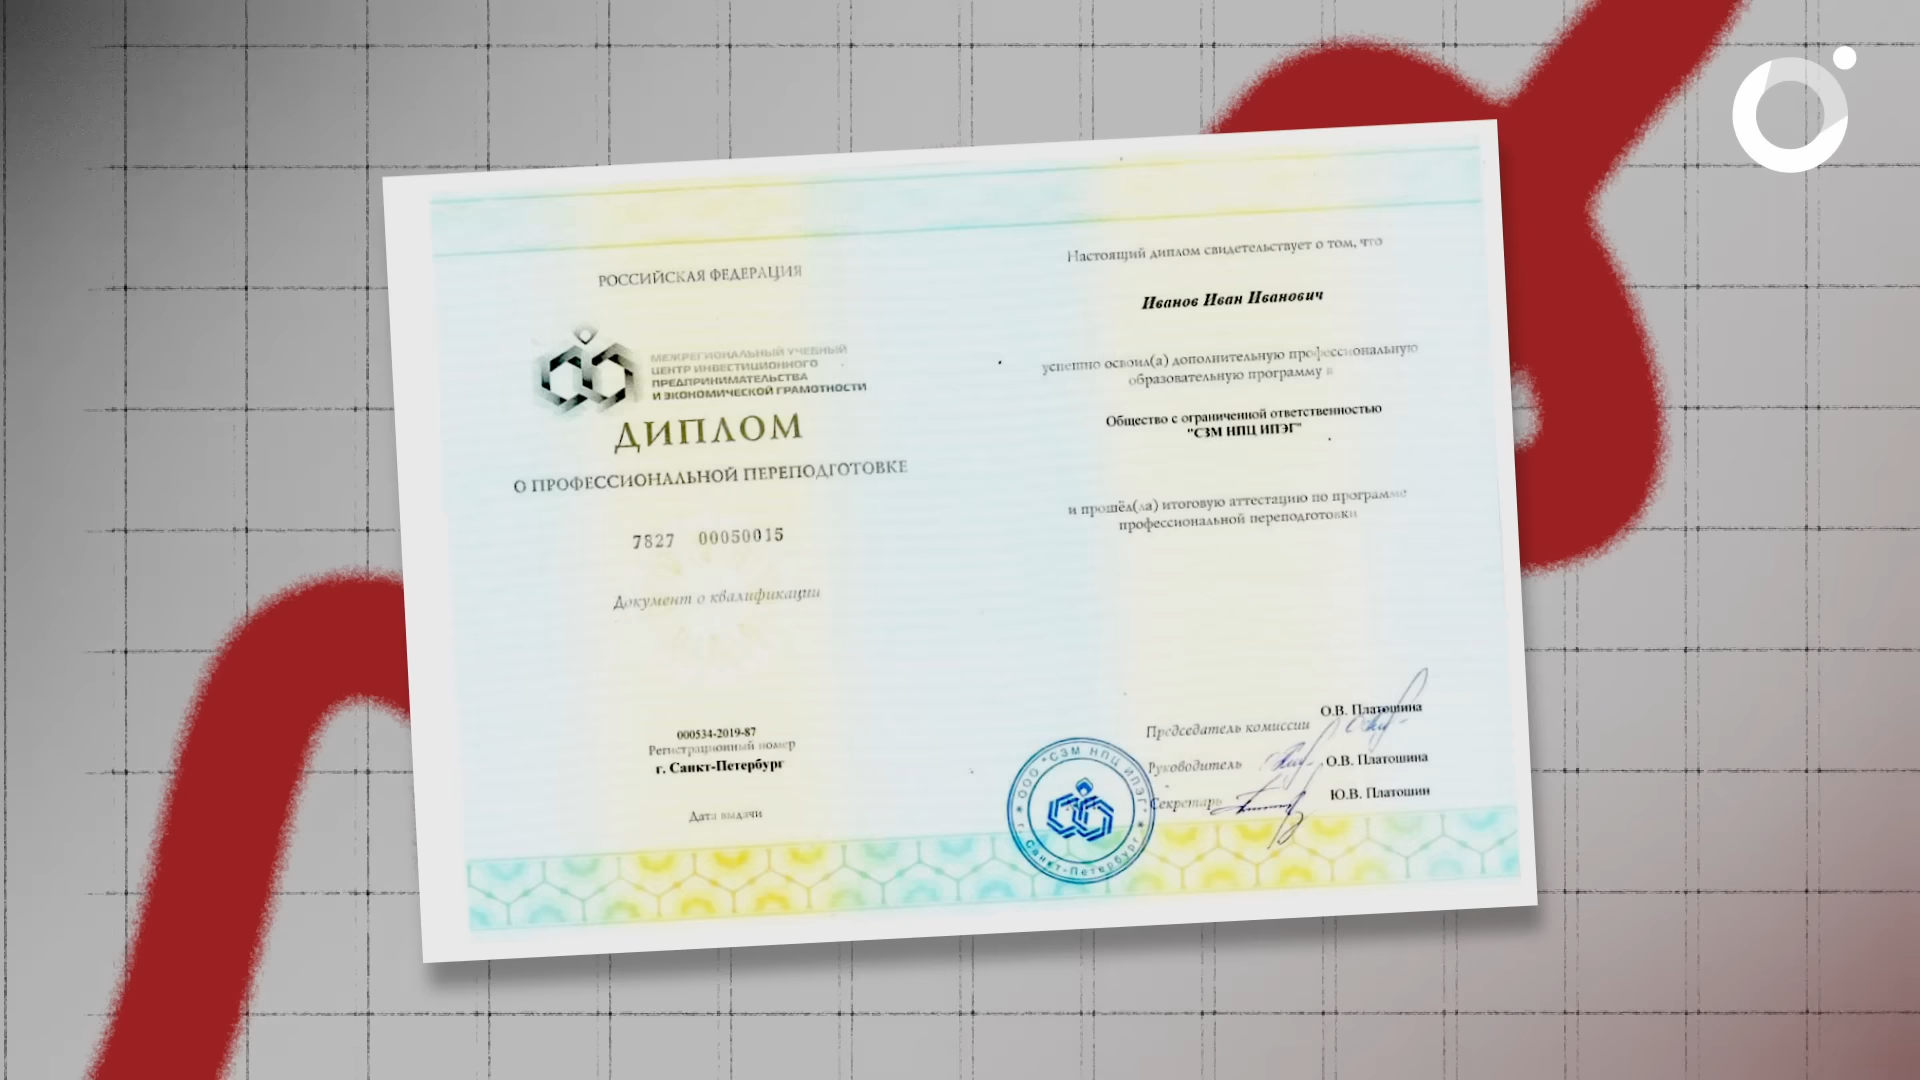 РОССИЙСКАЯ ФЕДЕРАЦИЯ
МЕЖРЕГИОНАЛЬНЫЙ УЧЕБНЫЙ
ЦЕНТР ИНВЕСТИЦИОННОГО
ПРЕДПРИНИМАТЕЛЬСТВА
И ЭКОНОМИЧЕСКОЙ ГРАМОТНОСТИ
ДИПЛОМ
О ПРОФЕССИОНАЛЬНОЙ ПЕРЕПОДГОТОВКЕ
7827 00050015
Документ о квалификации
000534-2019-87
Регистрационный номер
г. Санкт-Петербург
Дата выдачи
Настоящий диплом свидетельствует о том, что
Иванов Иван Иванович
успешно освоил(а) дополнительную профессиональную
образовательную программу в
Общество с ограниченной ответственностью
"СЗМ НПЦ ИПЭГ"
и прошёл(ла) итоговую аттестацию по программе
профессиональной переподготовки
О.В. Платошина
Председатель комиссии
Руководитель О.В. Платошина
Секретарь Ю.В. Платошин
ООО "СЗМ НПЦ ИПЭГ"
г. Санкт-Петербург